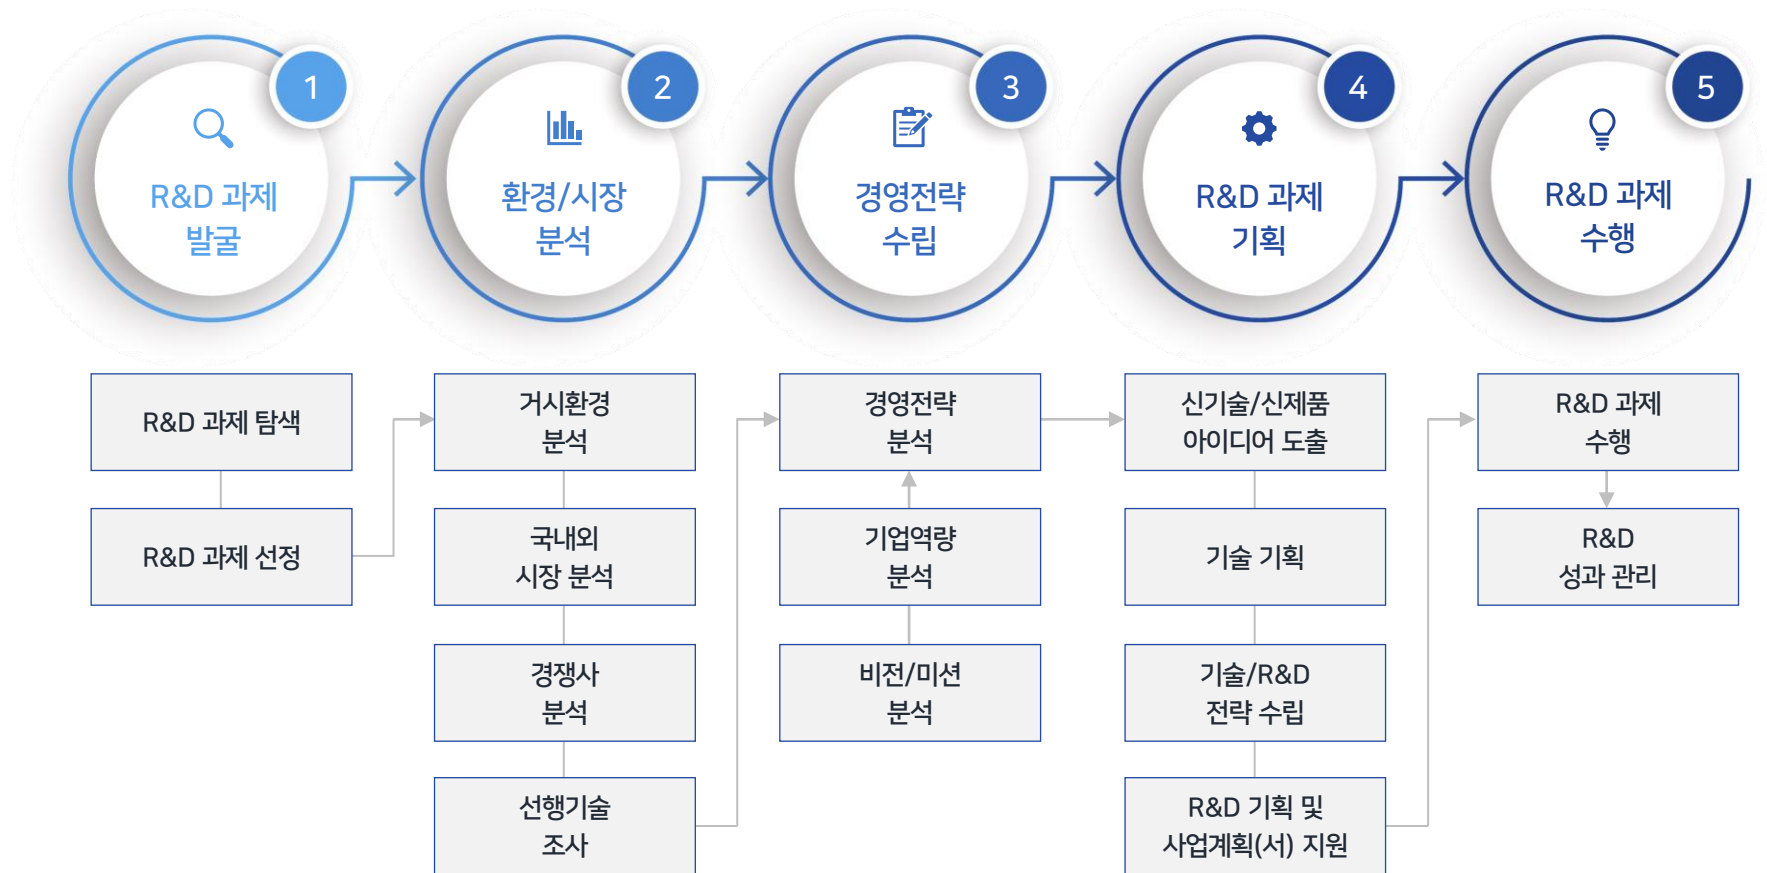 1
R&D 과제
발굴
2
환경/시장
분석
3
경영전략
수립
4
R&D 과제
기획
5
R&D 과제
수행
R&D 과제 탐색
R&D 과제 선정
거시환경
분석
국내외
시장 분석
경쟁사
분석
선행기술
조사
경영전략
분석
기업역량
분석
비전/미션
분석
신기술/신제품
아이디어 도출
기술 기획
기술/R&D
전략 수립
R&D 기획 및
사업계획(서) 지원
R&D 과제
수행
R&D
성과 관리